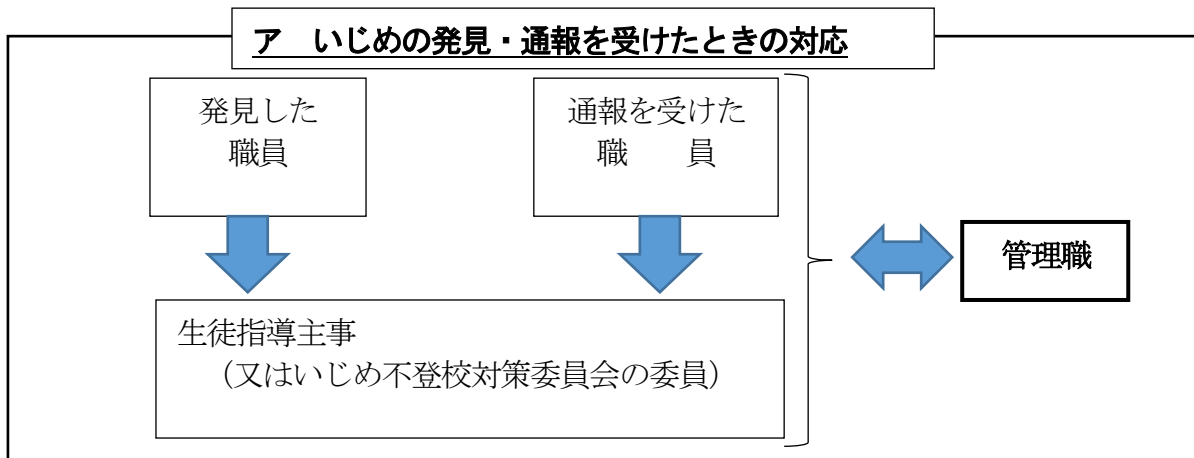 ア　いじめの発見・通報を受けたときの対応
発見した
職員
通報を受けた
職　　員
管理職
生徒指導主事
（又はいじめ不登校対策委員会の委員）